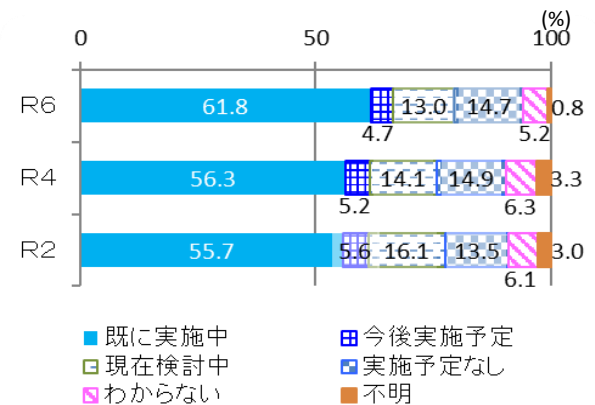 (%)
0 50 100
R6 61.8 13.0 14.7 0.8
4.7 5.2
R4 56.3 14.1 14.9 3.3
5.2 6.3
R2 55.7 5.6 16.1 13.5 3.0
6.1
既に実施中 今後実施予定
現在検討中 実施予定なし
わからない 不明